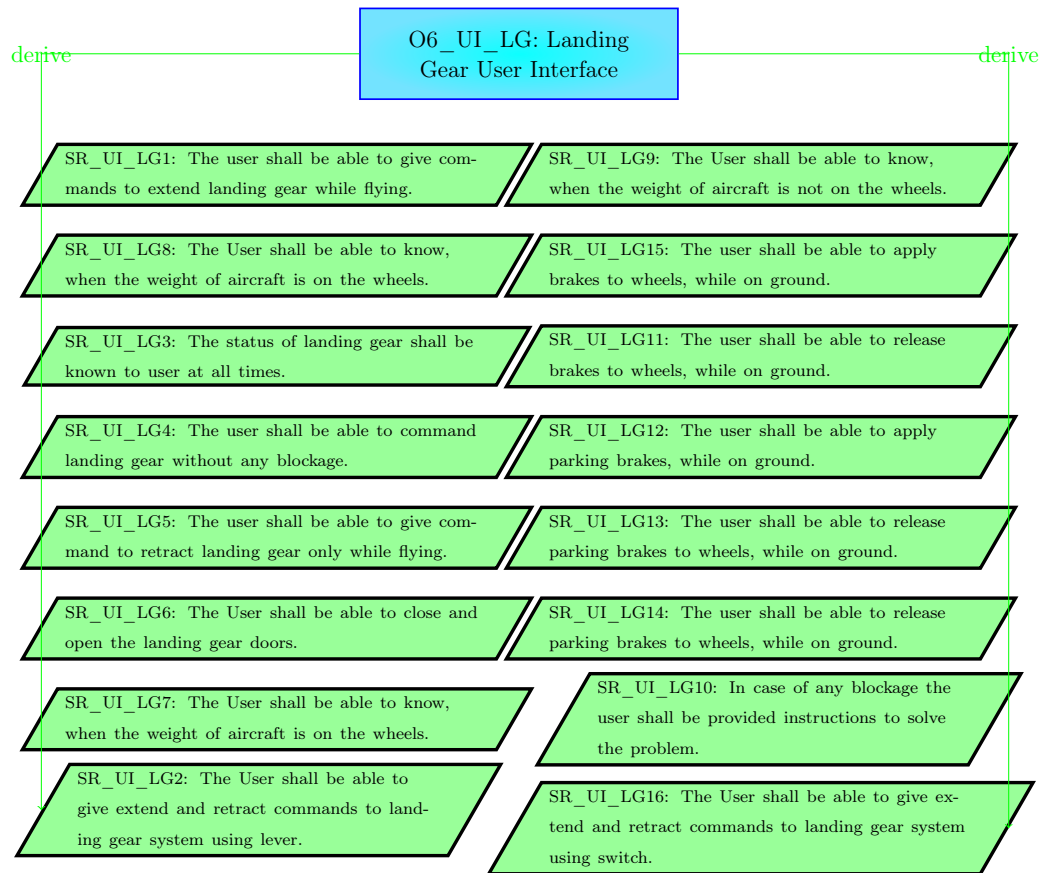 O6_UI_LG: Landing
Gear User Interface
derive
derive
SR_UI_LG1: The user shall be able to give com-
mands to extend landing gear while flying.
SR_UI_LG8: The User shall be able to know,
when the weight of aircraft is on the wheels.
SR_UI_LG3: The status of landing gear shall be
known to user at all times.
SR_UI_LG4: The user shall be able to command
landing gear without any blockage.
SR_UI_LG5: The user shall be able to give com-
mand to retract landing gear only while flying.
SR_UI_LG6: The User shall be able to close and
open the landing gear doors.
SR_UI_LG7: The User shall be able to know,
when the weight of aircraft is on the wheels.
SR_UI_LG2: The User shall be able to
give extend and retract commands to land-
ing gear system using lever.
SR_UI_LG9: The User shall be able to know,
when the weight of aircraft is not on the wheels.
SR_UI_LG15: The user shall be able to apply
brakes to wheels, while on ground.
SR_UI_LG11: The user shall be able to release
brakes to wheels, while on ground.
SR_UI_LG12: The user shall be able to apply
parking brakes, while on ground.
SR_UI_LG13: The user shall be able to release
parking brakes to wheels, while on ground.
SR_UI_LG14: The user shall be able to release
parking brakes to wheels, while on ground.
SR_UI_LG10: In case of any blockage the
user shall be provided instructions to solve
the problem.
SR_UI_LG16: The User shall be able to give ex-
tend and retract commands to landing gear system
using switch.